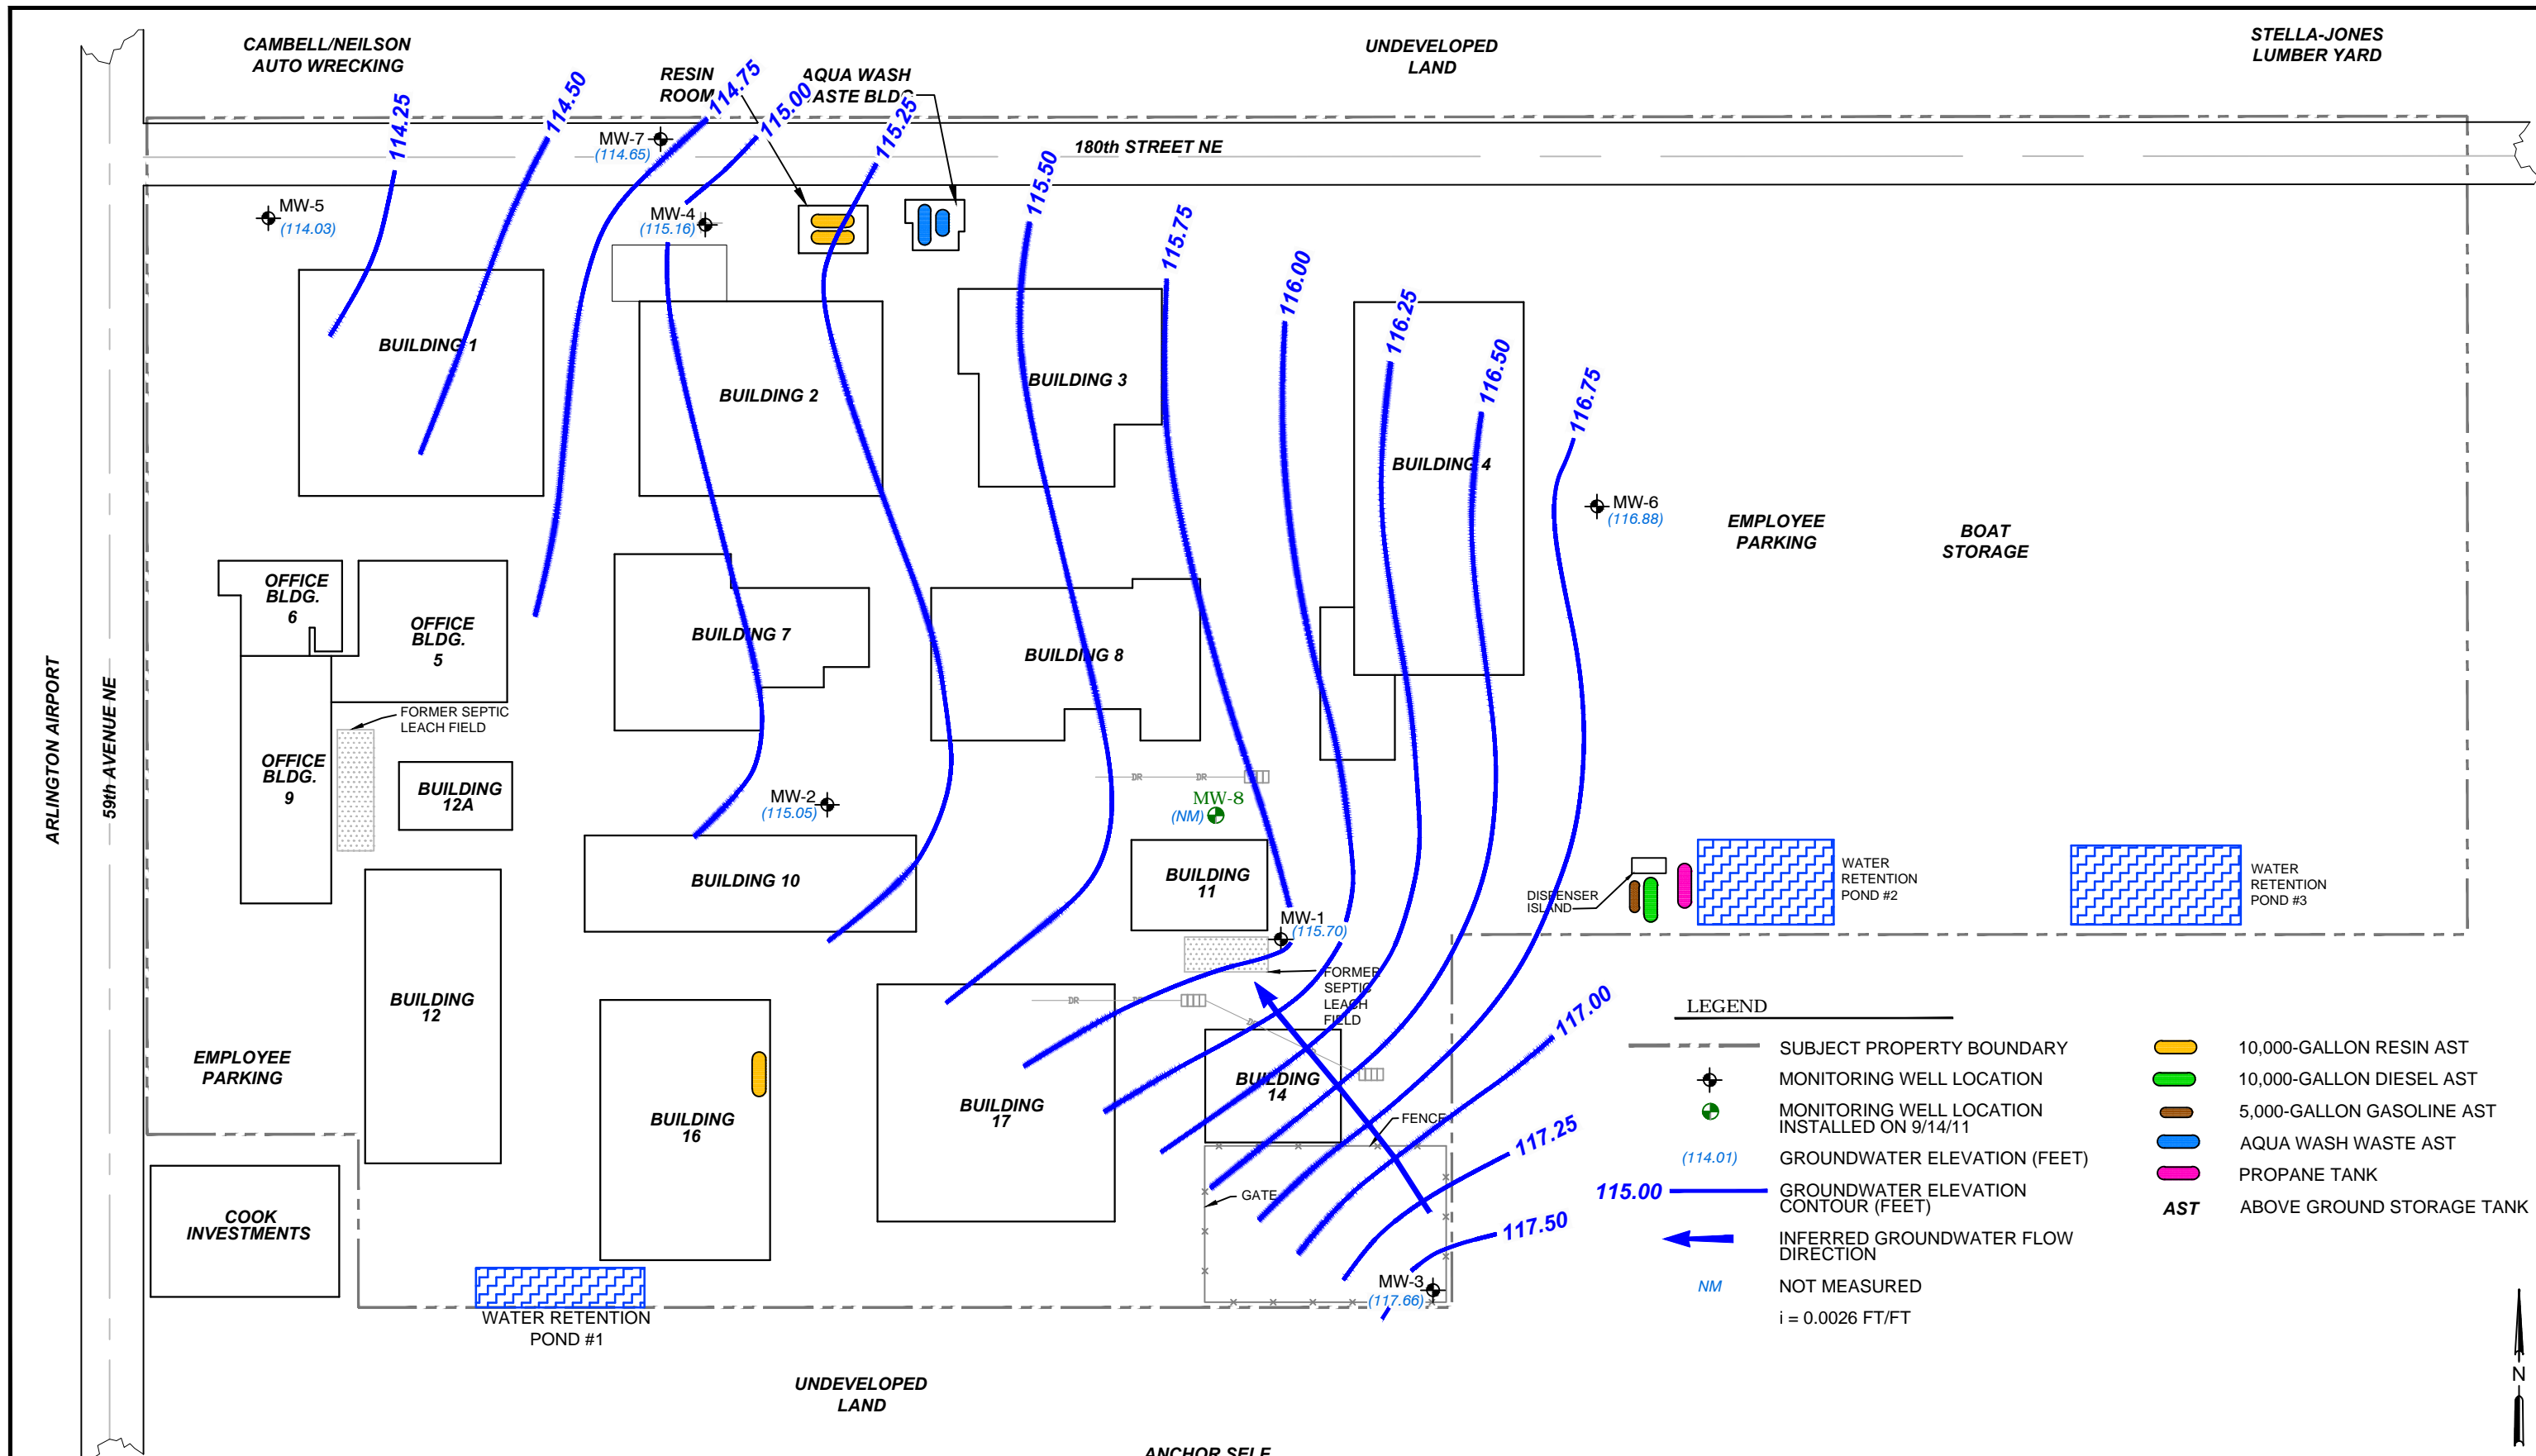 CAMBELL/NEILSON
AUTO WRECKING
RESIN
ROOM
AQUA WASH
WASTE BLDG
UNDEVELOPED
LAND
STELLA-JONES
LUMBER YARD
114.25
114.50
114.75
115.00
115.25
115.50
115.75
116.00
116.25
116.50
116.75
117.00
117.25
117.50
180th STREET NE
MW-7
(114.65)
MW-5
(114.03)
MW-4
(115.16)
BUILDING 1
BUILDING 2
BUILDING 3
BUILDING 4
MW-6
(116.88)
EMPLOYEE
PARKING
BOAT
STORAGE
OFFICE
BLDG.
6
OFFICE
BLDG.
5
BUILDING 7
BUILDING 8
ARLINGTON AIRPORT
59th AVENUE NE
FORMER SEPTIC
LEACH FIELD
OFFICE
BLDG.
9
BUILDING
12A
MW-2
(115.05)
DR
DR
MW-8
(NM)
BUILDING 10
BUILDING
11
MW-1
(115.70)
DISPENSER
ISLAND
WATER
RETENTION
POND #2
WATER
RETENTION
POND #3
FORMER
SEPTIC
LEACH
FIELD
DR
DR
DR
BUILDING
12
EMPLOYEE
PARKING
BUILDING
16
BUILDING
17
BUILDING
14
FENCE
GATE
MW-3
(117.66)
COOK
INVESTMENTS
WATER RETENTION
POND #1
UNDEVELOPED
LAND
ANCHOR SELF
LEGEND
SUBJECT PROPERTY BOUNDARY
MONITORING WELL LOCATION
MONITORING WELL LOCATION
INSTALLED ON 9/14/11
(114.01) GROUNDWATER ELEVATION (FEET)
115.00 GROUNDWATER ELEVATION
CONTOUR (FEET)
INFERRED GROUNDWATER FLOW
DIRECTION
NM NOT MEASURED
i = 0.0026 FT/FT
10,000-GALLON RESIN AST
10,000-GALLON DIESEL AST
5,000-GALLON GASOLINE AST
AQUA WASH WASTE AST
PROPANE TANK
AST ABOVE GROUND STORAGE TANK
N